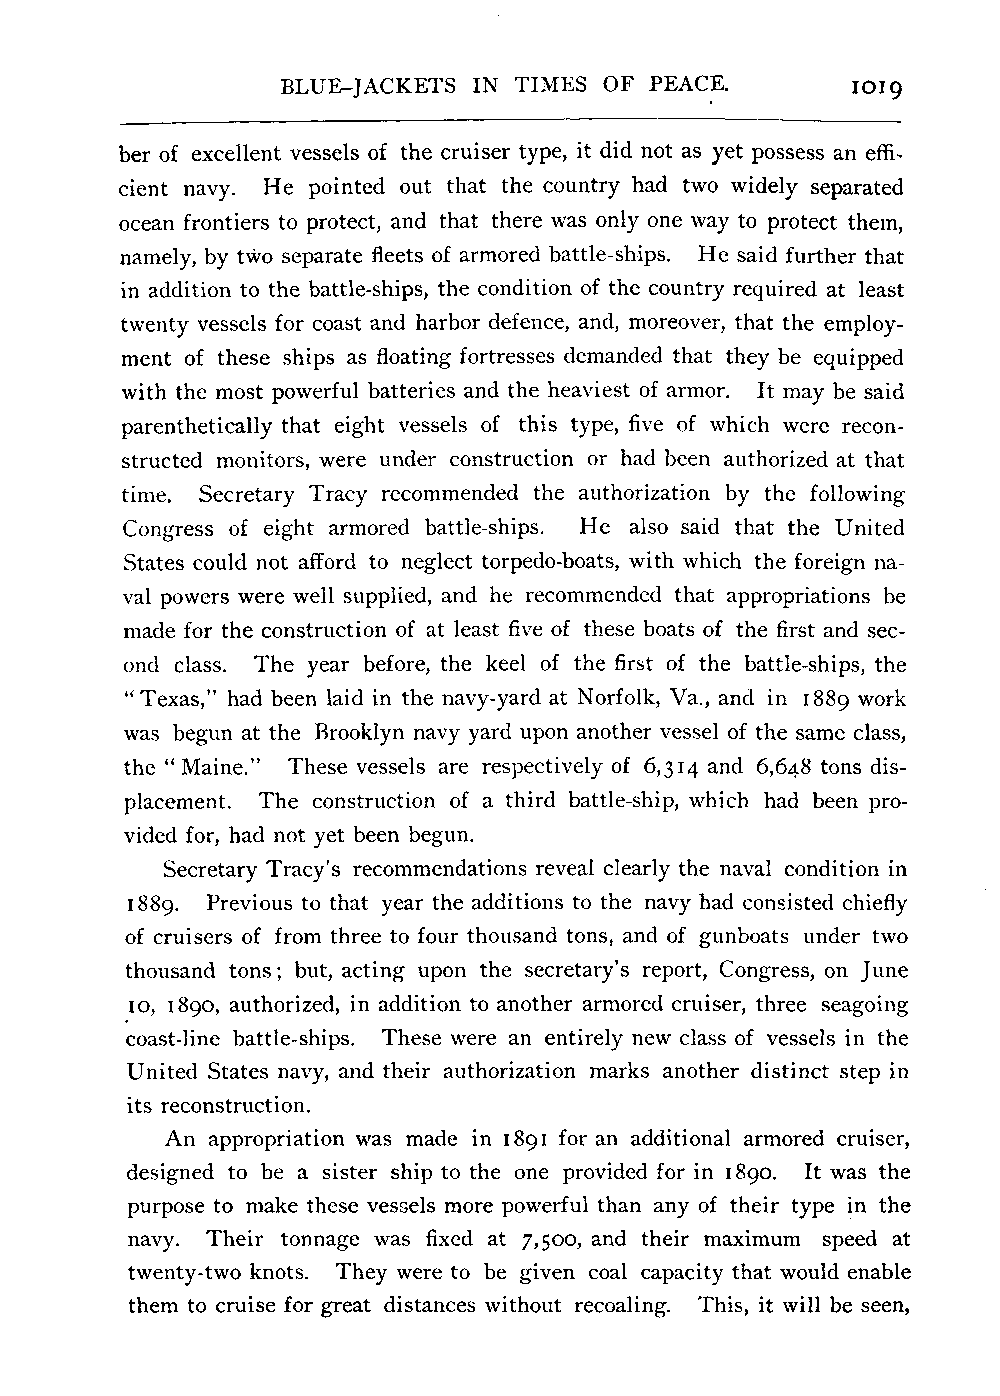 BLUE-JACKETS IN TIMES OF PEACE. 1019
ber of excellent vessels of the cruiser type, it did not as yet possess an effi-
cient navy. He pointed out that the country had two widely separated
ocean frontiers to protect, and that there was only one way to protect them,
namely, by two separate fleets of armored battle-ships. He said further that
in addition to the battle-ships, the condition of the country required at least
twenty vessels for coast and harbor defence, and, moreover, that the employ-
ment of these ships as floating fortresses demanded that they be equipped
with the most powerful batteries and the heaviest of armor. It may be said
parenthetically that eight vessels of this type, five of which were recon-
structed monitors, were under construction or had been authorized at that
time. Secretary Tracy recommended the authorization by the following
Congress of eight armored battle-ships. He also said that the United
States could not afford to neglect torpedo-boats, with which the foreign na-
val powers were well supplied, and he recommended that appropriations be
made for the construction of at least five of these boats of the first and sec-
ond class. The year before, the keel of the first of the battle-ships, the
"Texas," had been laid in the navy-yard at Norfolk, Va., and in 1889 work
was begun at the Brooklyn navy yard upon another vessel of the same class,
the "Maine." These vessels are respectively of 6,314 and 6,648 tons dis-
placement. The construction of a third battle-ship, which had been pro-
vided for, had not yet been begun.
Secretary Tracy's recommendations reveal clearly the naval condition in
1889. Previous to that year the additions to the navy had consisted chiefly
of cruisers of from three to four thousand tons, and of gunboats under two
thousand tons; but, acting upon the secretary's report, Congress, on June
10, 1890, authorized, in addition to another armored cruiser, three seagoing
coast-line battle-ships. These were an entirely new class of vessels in the
United States navy, and their authorization marks another distinct step in
its reconstruction.
An appropriation was made in 1891 for an additional armored cruiser,
designed to be a sister ship to the one provided for in 1890. It was the
purpose to make these vessels more powerful than any of their type in the
navy. Their tonnage was fixed at 7,500, and their maximum speed at
twenty-two knots. They were to be given coal capacity that would enable
them to cruise for great distances without recoaling. This, it will be seen,